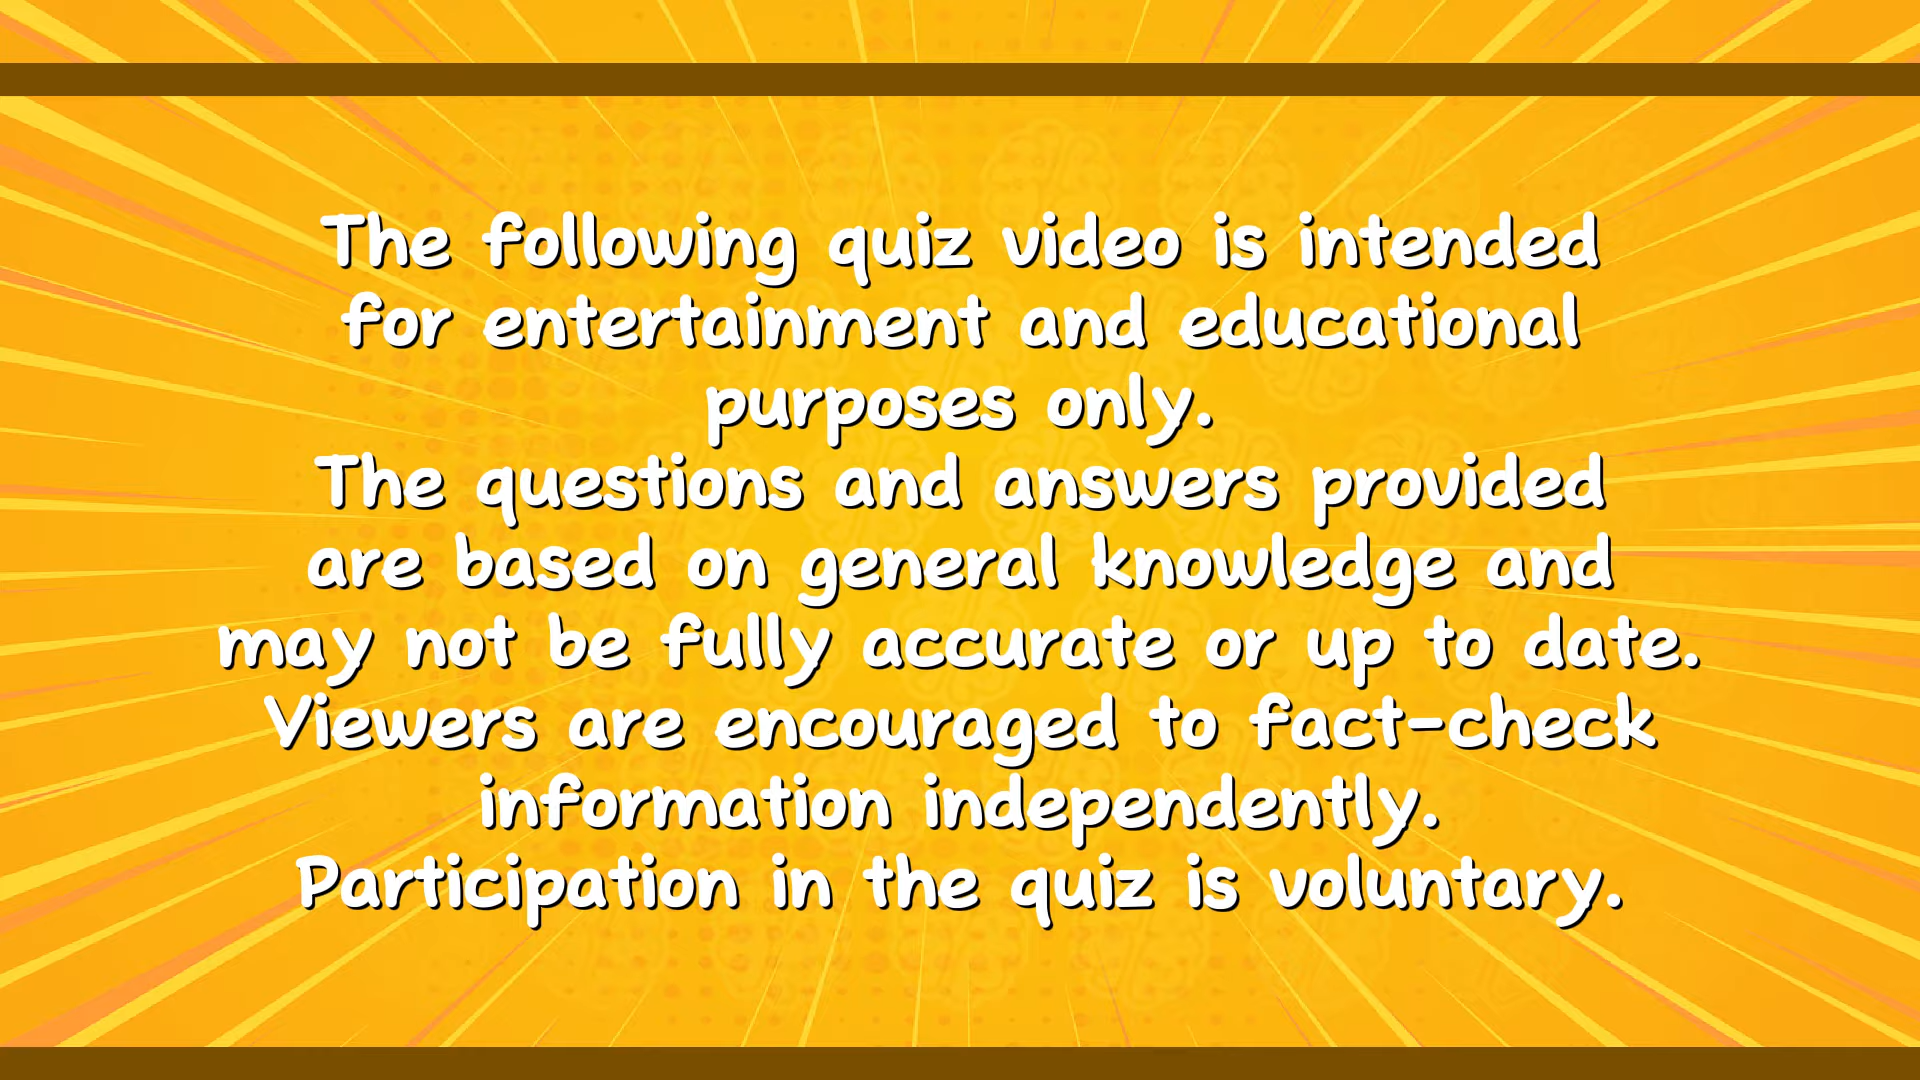 The following quiz video is intended
for entertainment and educational
purposes only.
The questions and answers provided
are based on general knowledge and
may not be fully accurate or up to date.
Viewers are encouraged to fact-check
information independently.
Participation in the quiz is voluntary.